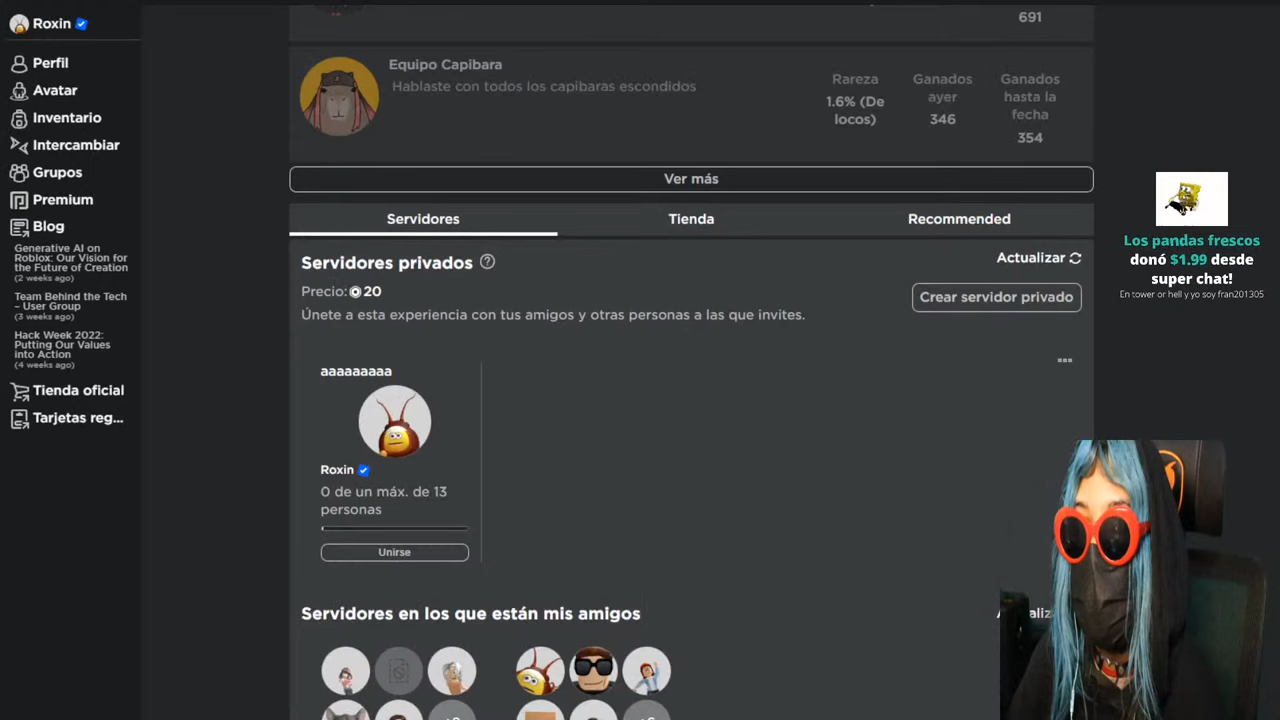 Roxin
Perfil
Avatar
Inventario
Intercambiar
Grupos
Premium
Blog
Generative AI on
Roblox: Our Vision for
the Future of Creation
(2 weeks ago)
Team Behind the Tech
– User Group
(3 weeks ago)
Hack Week 2022:
Putting Our Values
into Action
(4 weeks ago)
Tienda oficial
Tarjetas reg...
691
Equipo Capibara
Hablaste con todos los capibaras escondidos
Rareza
1.6% (De
locos)
Ganados
ayer
346
Ganados
hasta la
fecha
354
Ver más
Servidores
Tienda
Recommended
Servidores privados
Actualizar
Precio: 20
Crear servidor privado
Únete a esta experiencia con tus amigos y otras personas a las que invites.
aaaaaaaaa
Roxin
0 de un máx. de 13
personas
Unirse
Servidores en los que están mis amigos
Los pandas frescos
donó $1.99 desde
super chat!
En tower or hell y yo soy fran201305